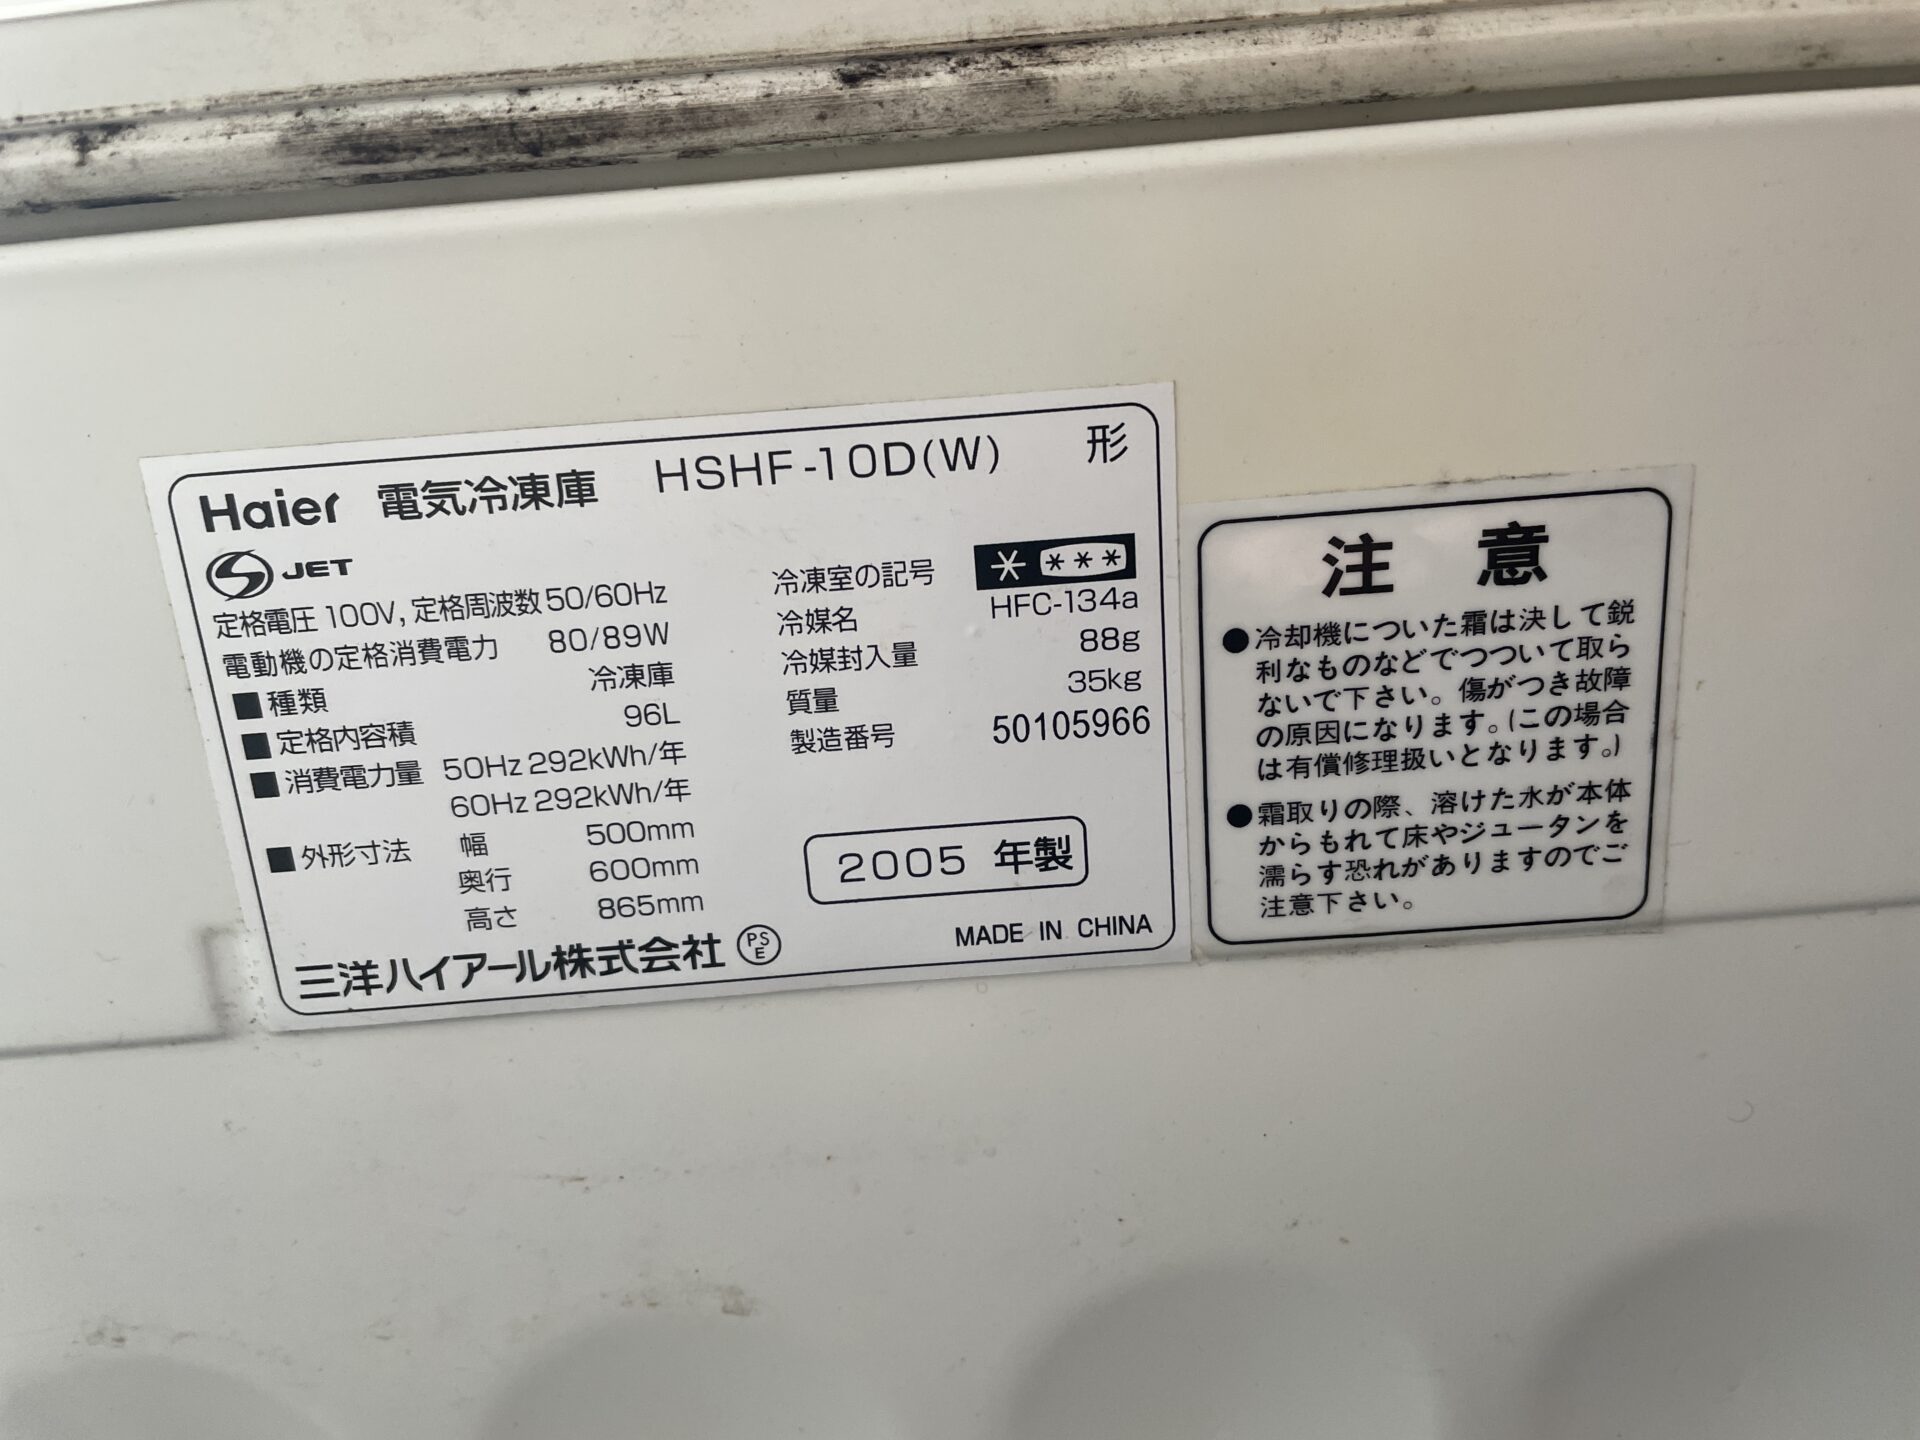 Haier 電気冷凍庫 HSHF-10D(W) 形
S JET
定格電圧 100V, 定格周波数 50/60Hz
電動機の定格消費電力 80/89W
■種類 冷凍庫
■定格内容積 96L
■消費電力量 50Hz 292kWh/年
60Hz 292kWh/年
■外形寸法 幅 500mm
奥行 600mm
高さ 865mm
冷凍室の記号 * ***
冷媒名 HFC-134a
冷媒封入量 88g
質量 35kg
製造番号 50105966
2005 年製
三洋ハイアール株式会社 PSE
MADE IN CHINA
注意
●冷却機についた霜は決して鋭
利なものなどでつついて取ら
ないで下さい。傷がつき故障
の原因になります。(この場合
は有償修理扱いとなります。)
●霜取りの際、溶けた水が本体
からもれて床やジュータンを
濡らす恐れがありますのでご
注意下さい。